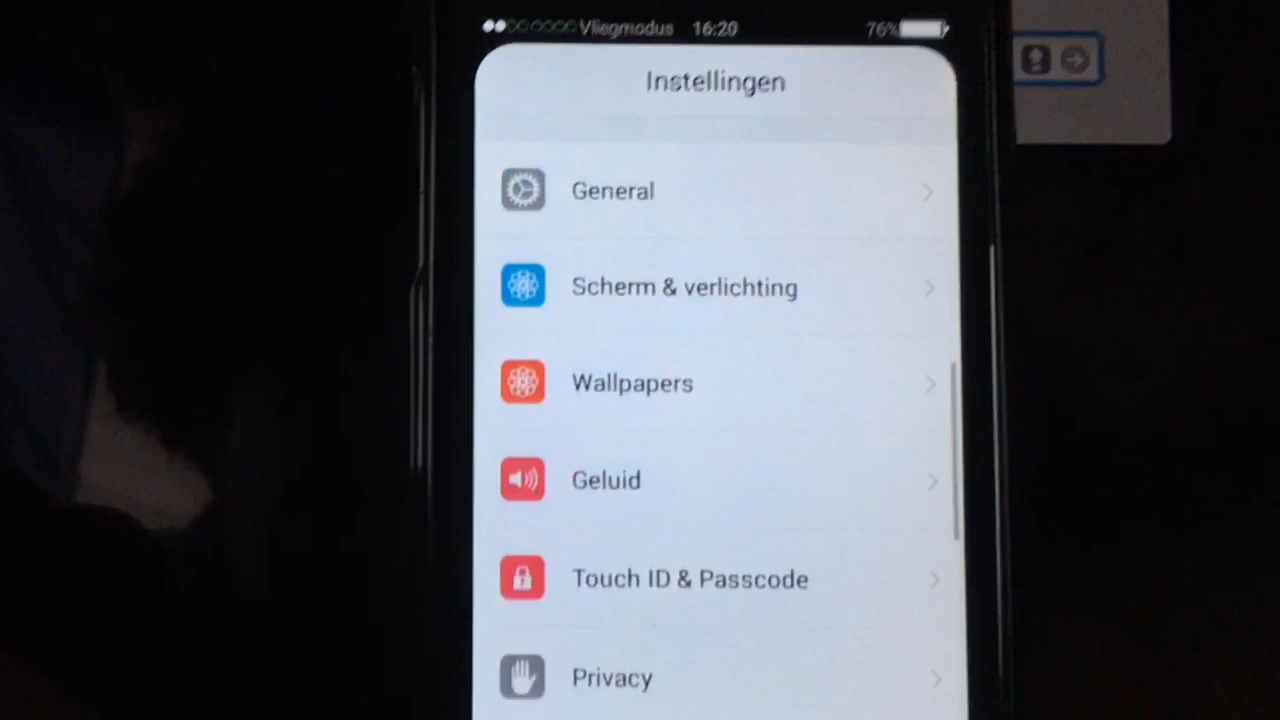 Vliegmodus 16:20 76%
Instellingen
General
Scherm & verlichting
Wallpapers
Geluid
Touch ID & Passcode
Privacy